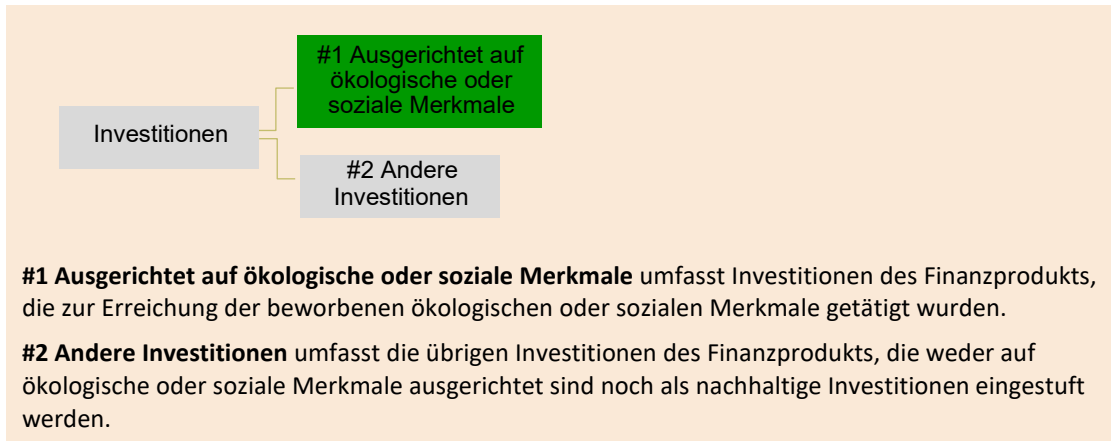 #1 Ausgerichtet auf
ökologische oder
soziale Merkmale
Investitionen
#2 Andere
Investitionen
#1 Ausgerichtet auf ökologische oder soziale Merkmale umfasst Investitionen des Finanzprodukts,
die zur Erreichung der beworbenen ökologischen oder sozialen Merkmale getätigt wurden.
#2 Andere Investitionen umfasst die übrigen Investitionen des Finanzprodukts, die weder auf
ökologische oder soziale Merkmale ausgerichtet sind noch als nachhaltige Investitionen eingestuft
werden.